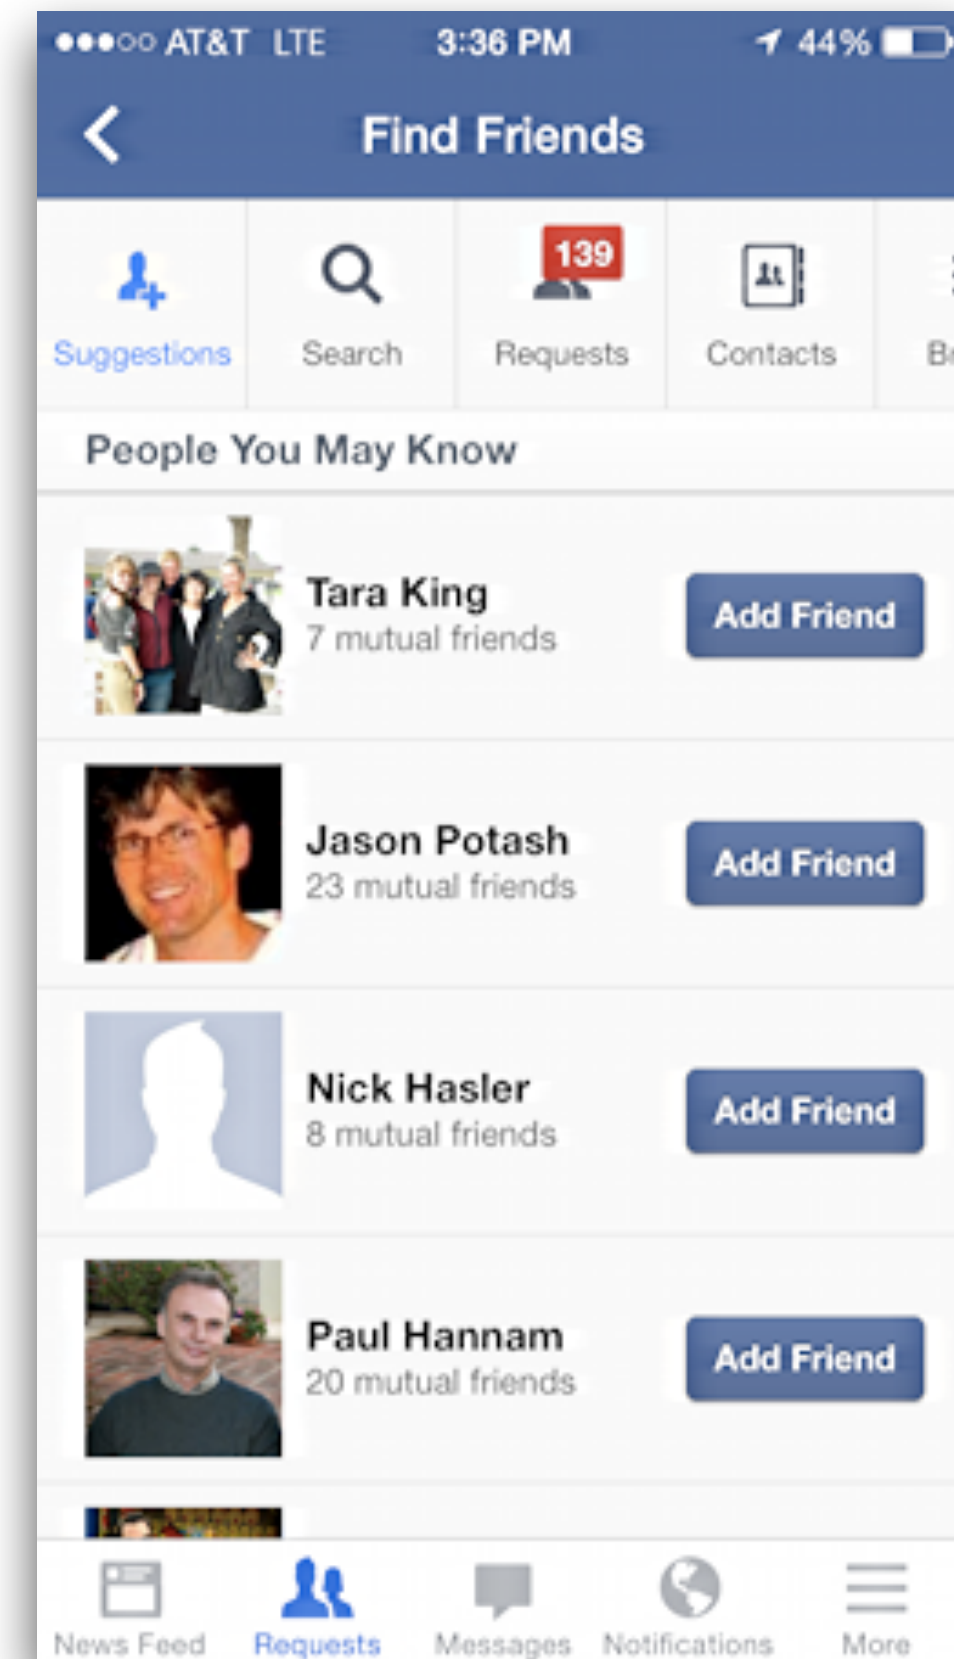 AT&T LTE 3:36 PM 44%
Find Friends
139
Suggestions Search Requests Contacts
People You May Know
Tara King
7 mutual friends
Add Friend
Jason Potash
23 mutual friends
Add Friend
Nick Hasler
8 mutual friends
Add Friend
Paul Hannam
20 mutual friends
Add Friend
News Feed Requests Messages Notifications More